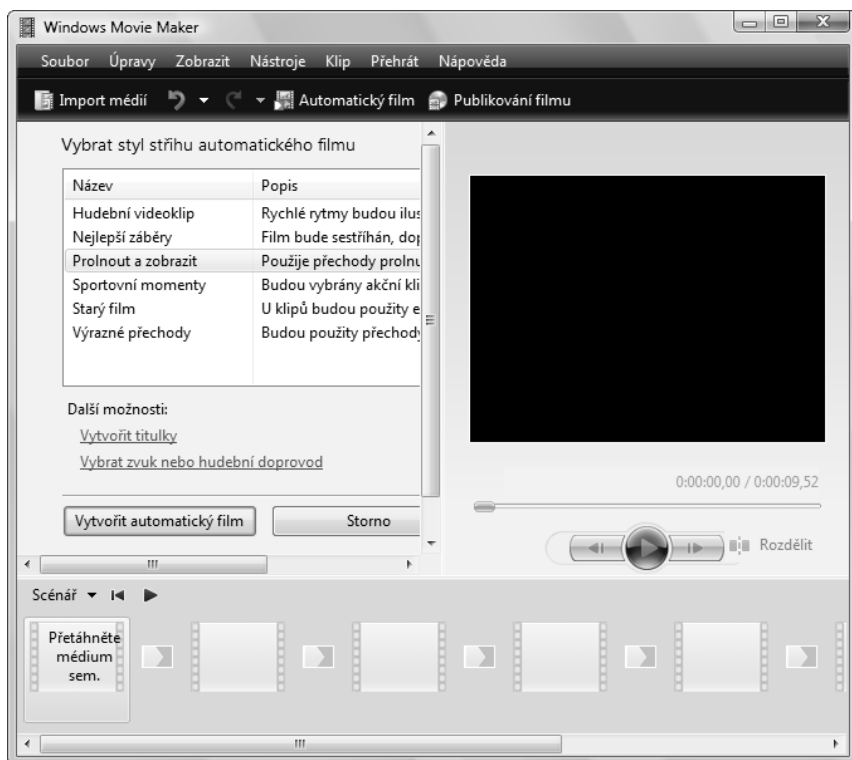 Windows Movie Maker
Soubor Úpravy Zobrazit Nástroje Klip Přehrát Nápověda
Import médií Automatický film Publikování filmu
Vybrat styl střihu automatického filmu
Název Popis
Hudební videoklip Rychlé rytmy budou ilus
Nejlepší záběry Film bude sestříhán, dop
Prolnout a zobrazit Použije přechody prolnu
Sportovní momenty Budou vybrány akční kli
Starý film U klipů budou použity e
Výrazné přechody Budou použity přechody
Další možnosti:
Vytvořit titulky
Vybrat zvuk nebo hudební doprovod
Vytvořit automatický film Storno
0:00:00,00 / 0:00:09,52
Rozdělit
Scénář
Přetáhněte
médium
sem.